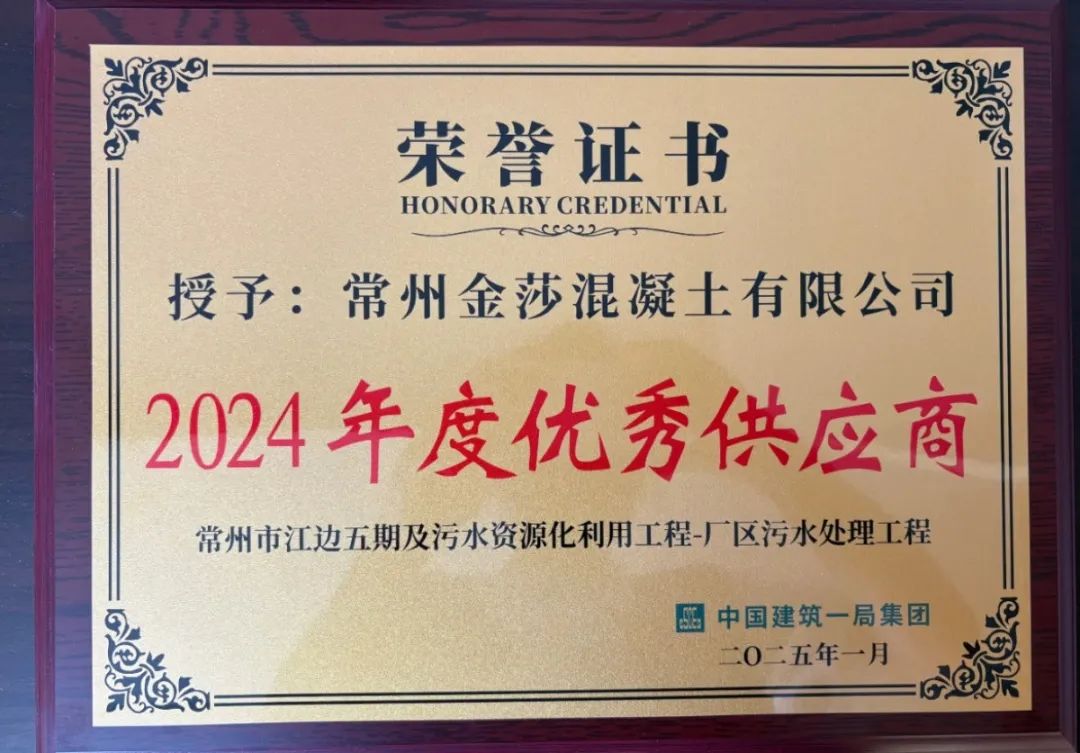 荣誉证书
HONORARY CREDENTIAL
授予：常州金莎混凝土有限公司
2024年度优秀供应商
常州市江边五期及污水资源化利用工程-厂区污水处理工程
中国建筑一局集团
二〇二五年一月